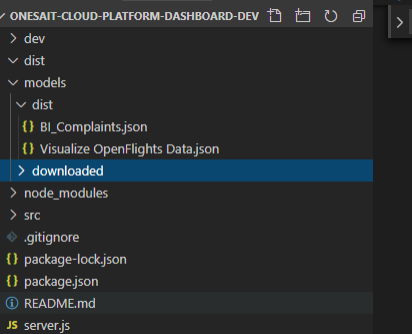 ONESAIT-CLOUD-PLATFORM-DASHBOARD-DEV
dev
dist
models
dist
{} BI_Complaints.json
{} Visualize OpenFlights Data.json
downloaded
node_modules
src
.gitignore
{} package-lock.json
{} package.json
README.md
JS server.js